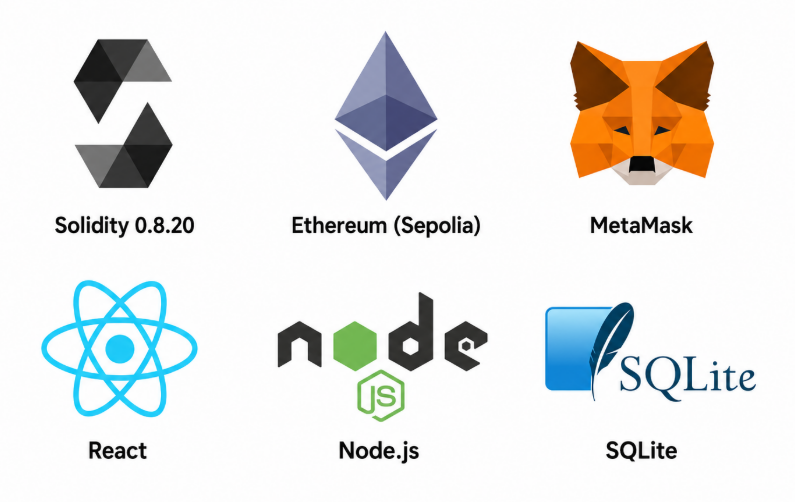 Solidity 0.8.20
Ethereum (Sepolia)
MetaMask
node
JS
SQLite
React
Node.js
SQLite